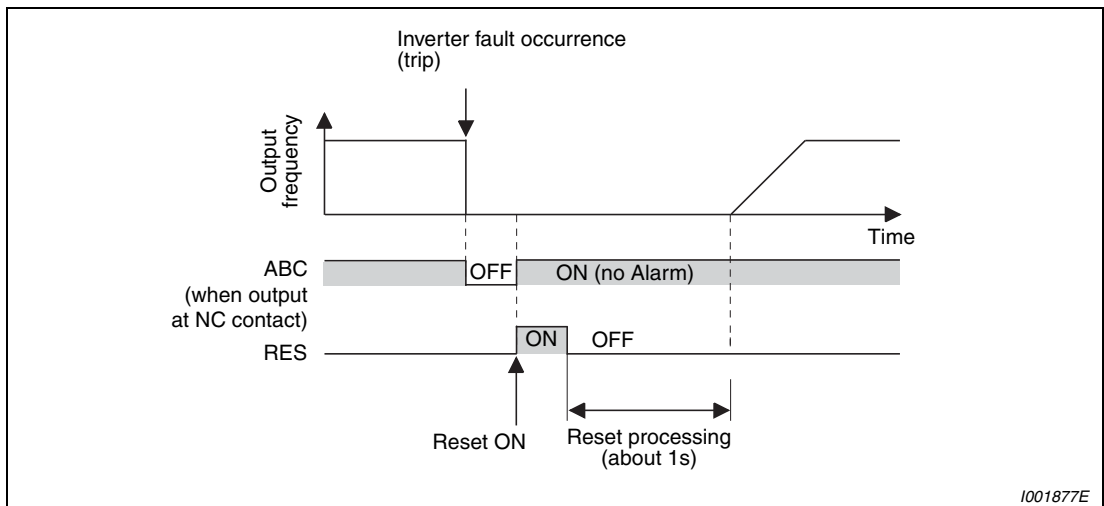 Inverter fault occurrence
(trip)
Output
frequency
Time
ABC
(when output
at NC contact)
OFF
ON (no Alarm)
RES
ON
OFF
Reset ON
Reset processing
(about 1s)
I001877E